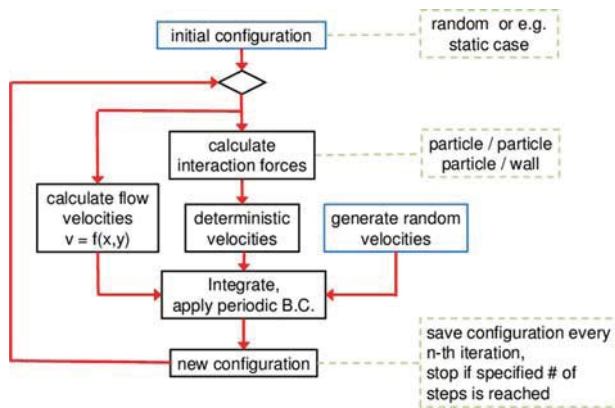 initial configuration
random or e.g.
static case
calculate
interaction forces
particle / particle
particle / wall
calculate flow
velocities
v = f(x,y)
deterministic
velocities
generate random
velocities
Integrate,
apply periodic B.C.
new configuration
save configuration every
n-th iteration,
stop if specified # of
steps is reached